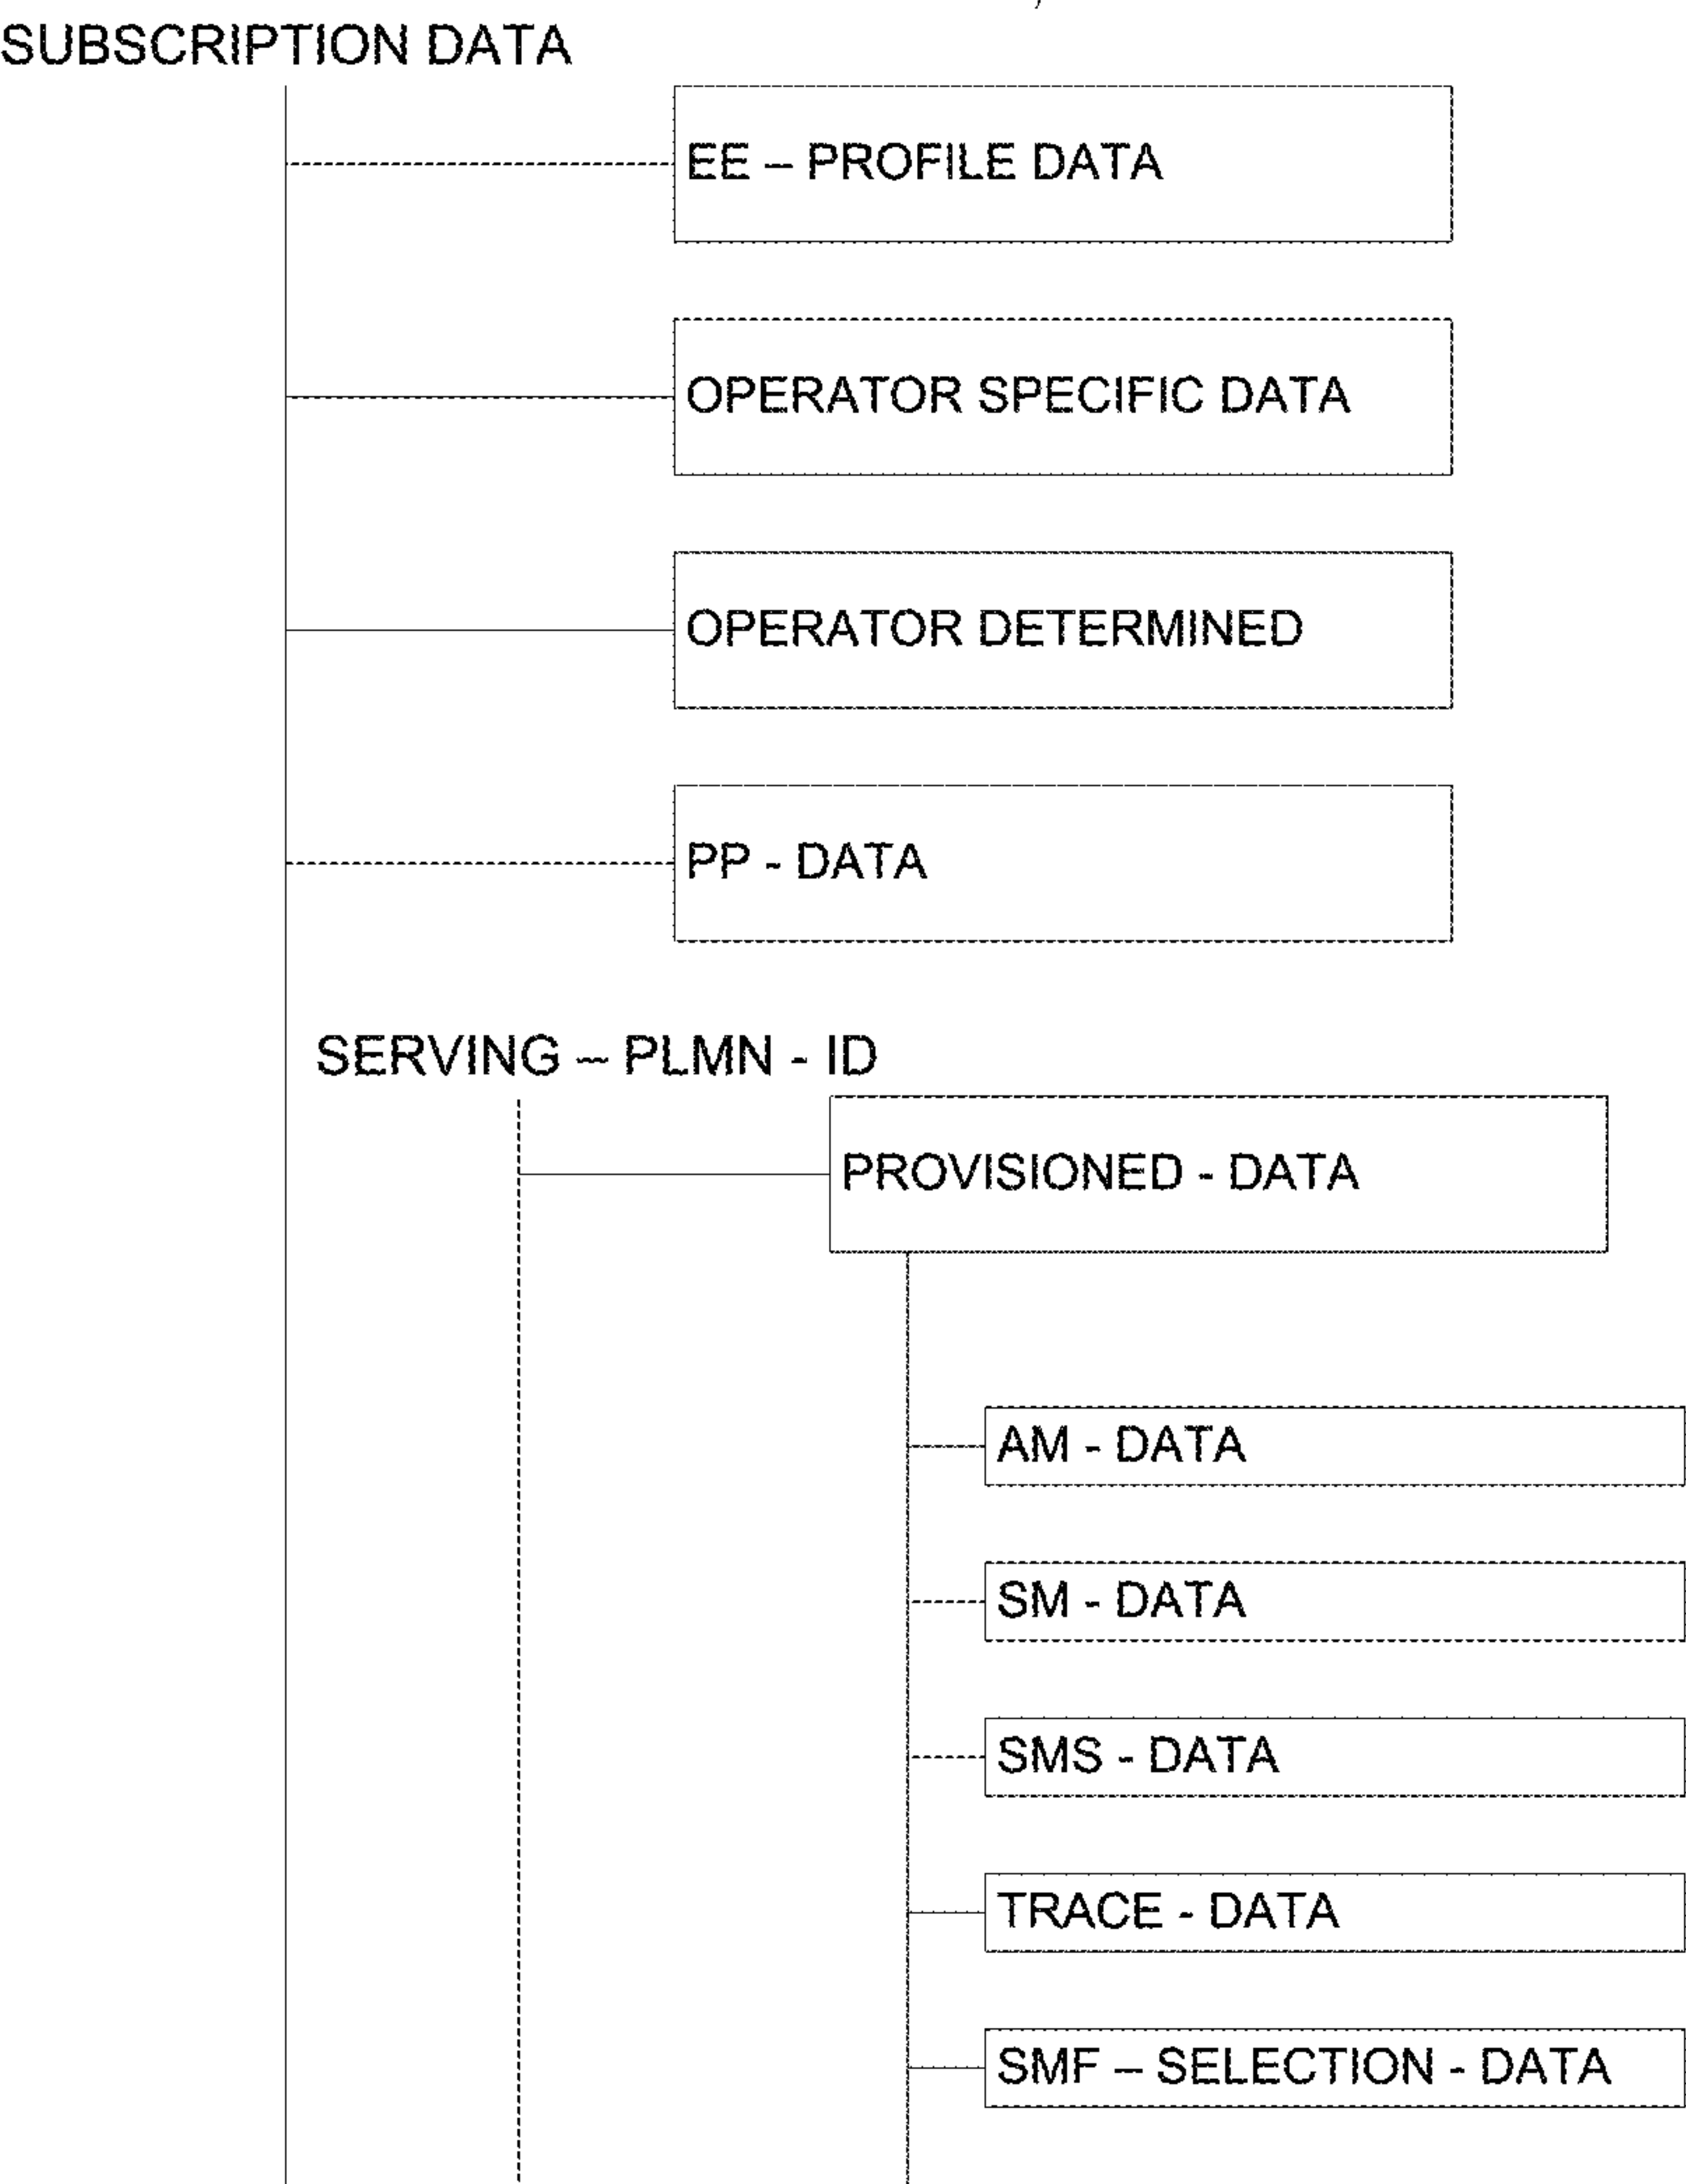 SUBSCRIPTION DATA
EE – PROFILE DATA
OPERATOR SPECIFIC DATA
OPERATOR DETERMINED
PP - DATA
SERVING – PLMN - ID
PROVISIONED - DATA
AM - DATA
SM - DATA
SMS - DATA
TRACE - DATA
SMF – SELECTION - DATA